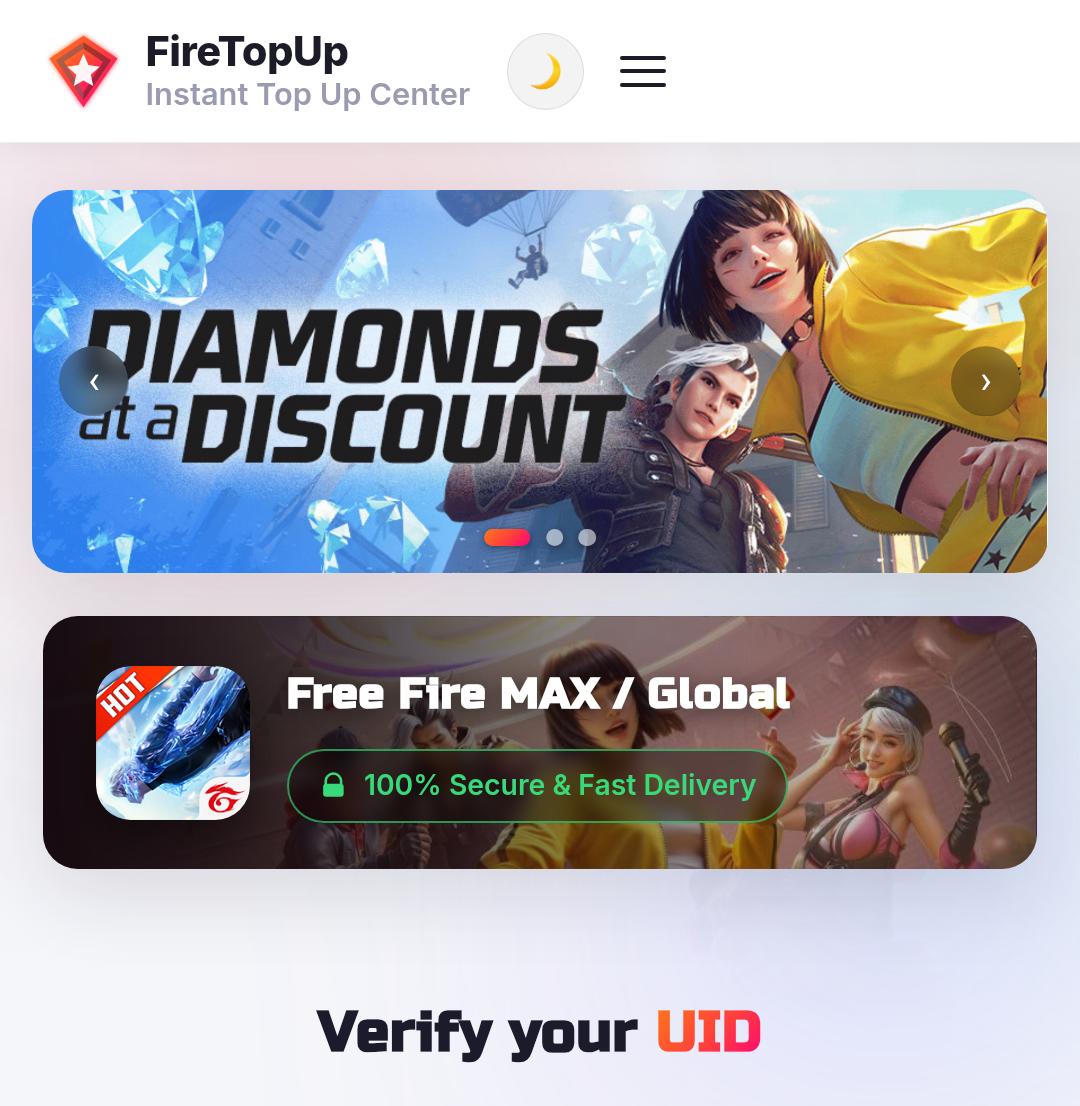 FireTopUp
Instant Top Up Center
DIAMONDS
at a DISCOUNT
HOT
Free Fire MAX / Global
100% Secure & Fast Delivery
Verify your UID